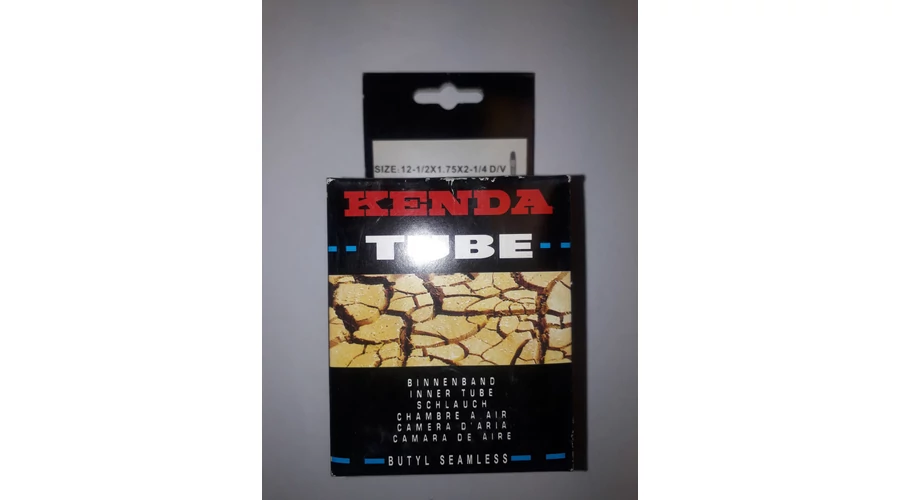 SIZE: 12-1/2X1.75X2-1/4 D/V
KENDA
TUBE
BINNENBAND
INNER TUBE
SCHLAUCH
CHAMBRE A AIR
CAMERA D'ARIA
CAMARA DE AIRE
BUTYL SEAMLESS